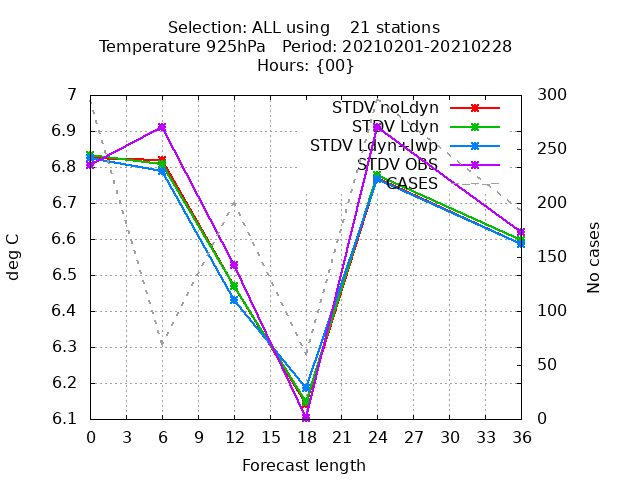 Selection: ALL using    21 stations
Temperature 925hPa   Period: 20210201-20210228
Hours: {00}
STDV noLdyn
STDV Ldyn
STDV Ldyn+lwp
STDV OBS
CASES
deg C
7
6.9
6.8
6.7
6.6
6.5
6.4
6.3
6.2
6.1
300
250
200
150
100
50
0
No cases
0 3 6 9 12 15 18 21 24 27 30 33 36
Forecast length